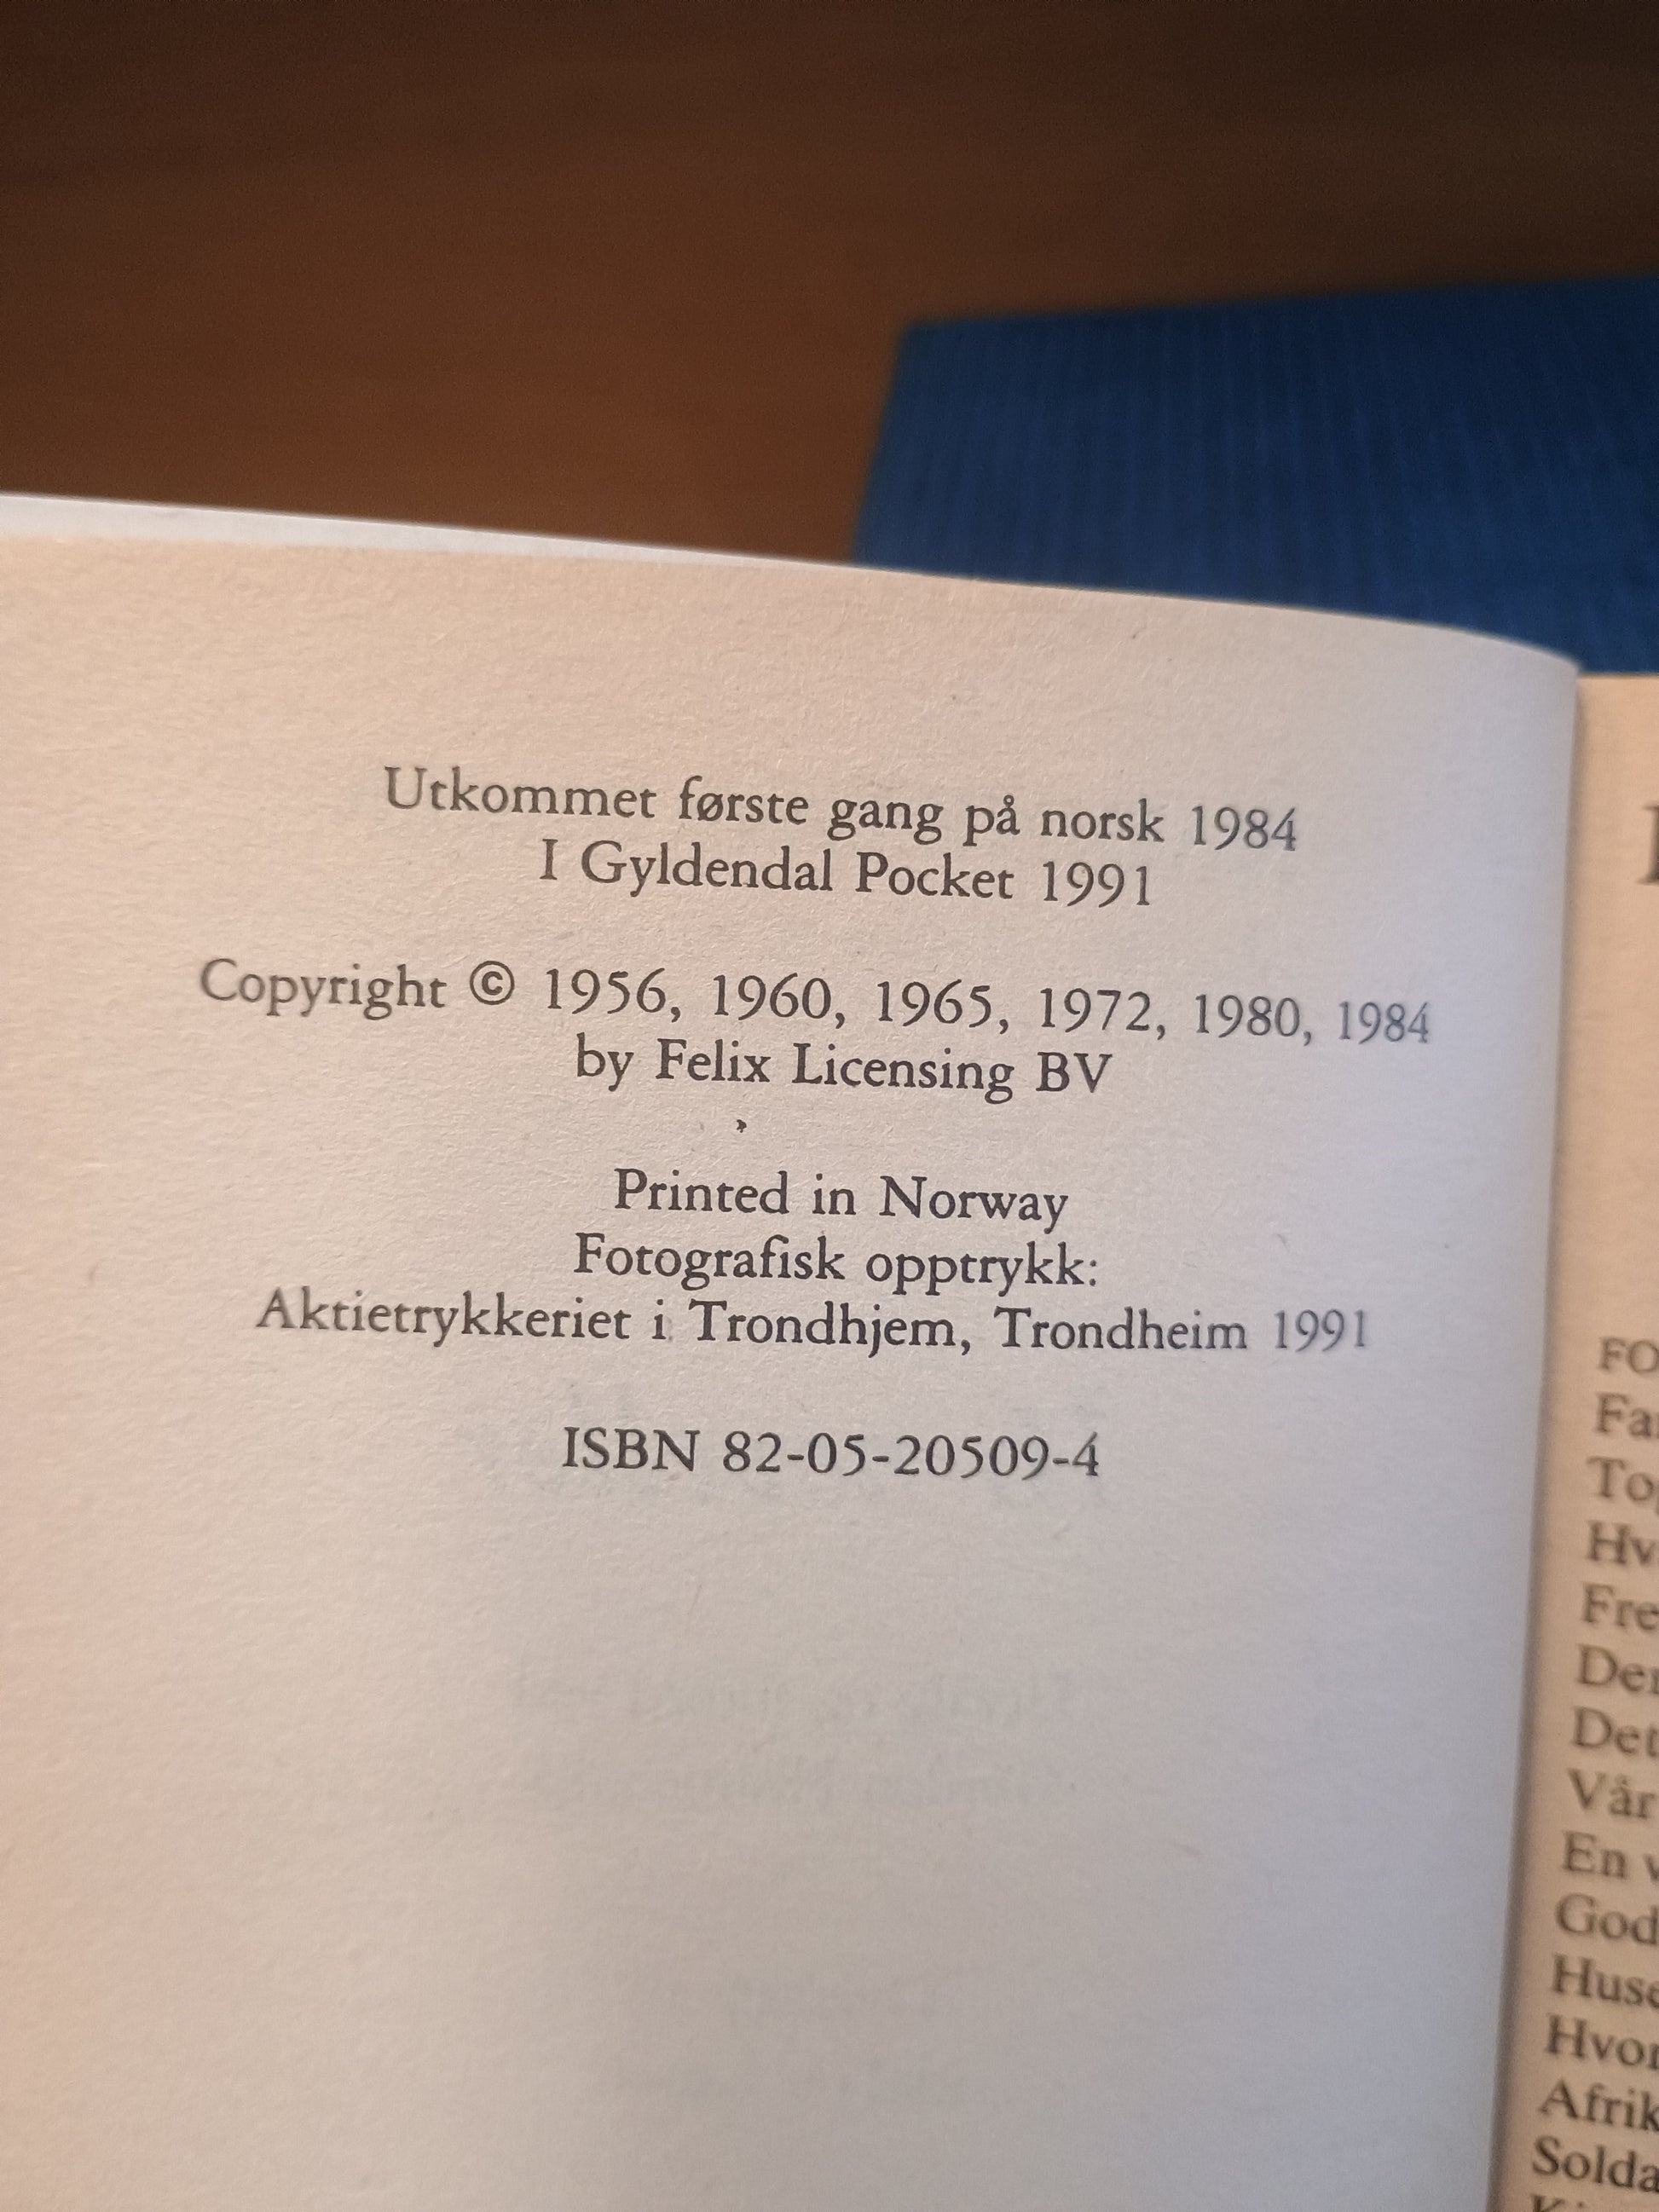 Utkommet første gang på norsk 1984
I Gyldendal Pocket 1991
Copyright © 1956, 1960, 1965, 1972, 1980, 1984
by Felix Licensing BV
Printed in Norway
Fotografisk opptrykk:
Aktietrykkeriet i Trondhjem, Trondheim 1991
ISBN 82-05-20509-4
Vår
En